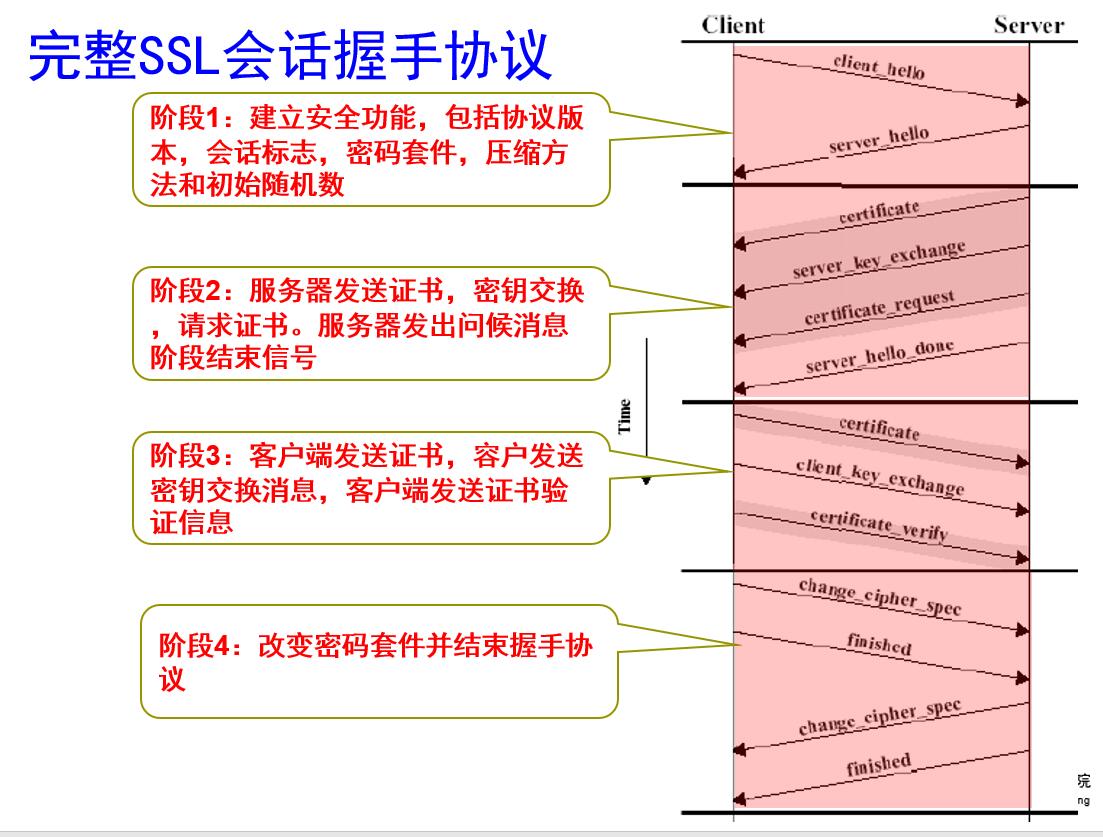 完整SSL会话握手协议
阶段1：建立安全功能，包括协议版
本，会话标志，密码套件，压缩方
法和初始随机数
阶段2：服务器发送证书，密钥交换
，请求证书。服务器发出问候消息
阶段结束信号
阶段3：客户端发送证书，容户发送
密钥交换消息，客户端发送证书验
证信息
阶段4：改变密码套件并结束握手协
议
Client
Server
client_hello
server_hello
certificate
server_key_exchange
certificate_request
server_hello_done
Time
certificate
client_key_exchange
certificate_verify
change_cipher_spec
finished
change_cipher_spec
finished
院
ng